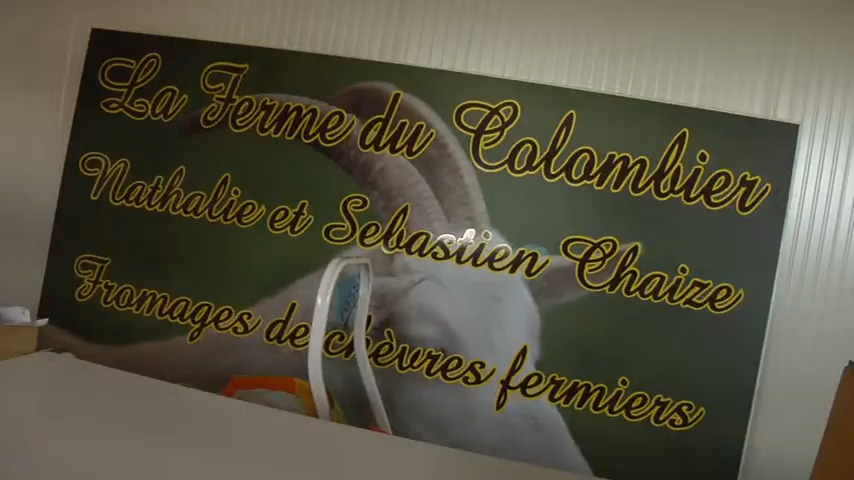 La Ferme du Colombier
Nathalie et Sebastien Chaize
Fromages de chèvres fermiers